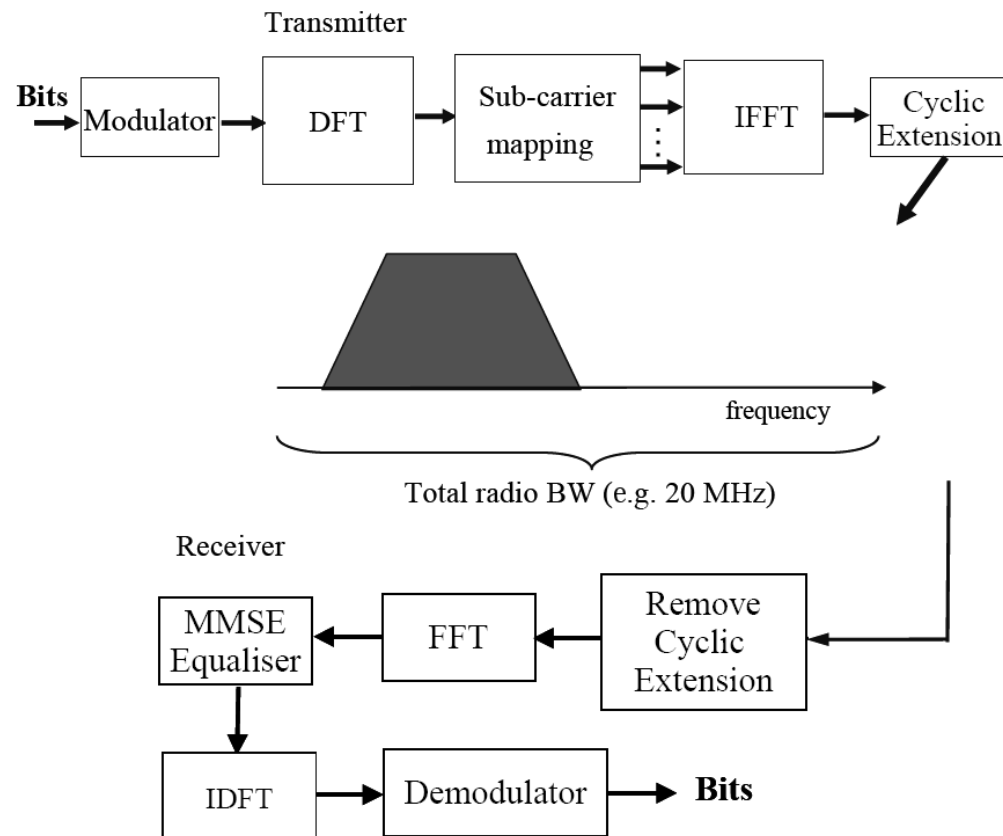 Transmitter
Bits
Modulator
DFT
Sub-carrier
mapping
IFFT
Cyclic
Extension
frequency
Total radio BW (e.g. 20 MHz)
Receiver
MMSE
Equaliser
FFT
Remove
Cyclic
Extension
IDFT
Demodulator
Bits